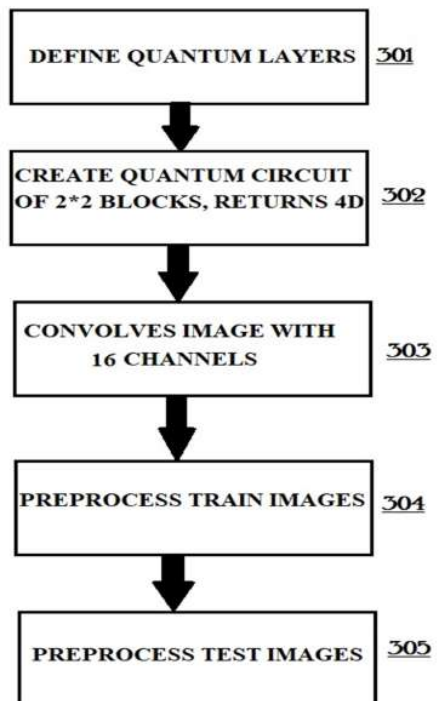 DEFINE QUANTUM LAYERS 301
CREATE QUANTUM CIRCUIT
OF 2*2 BLOCKS, RETURNS 4D 302
CONVOLVES IMAGE WITH
16 CHANNELS 303
PREPROCESS TRAIN IMAGES 304
PREPROCESS TEST IMAGES 305